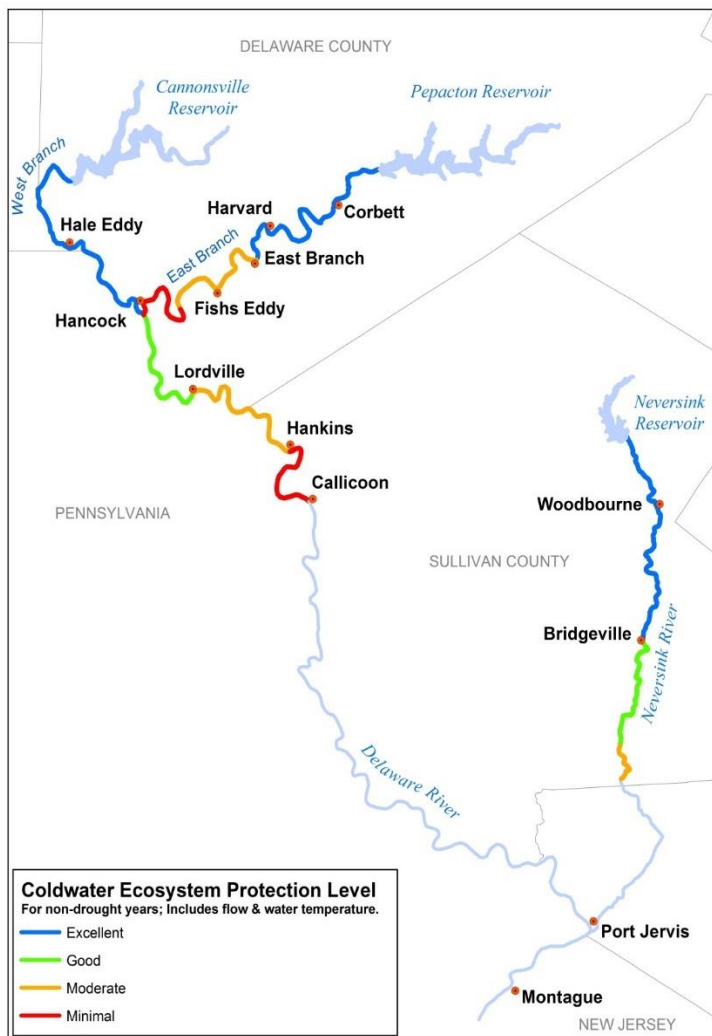 DELAWARE COUNTY
Cannonsville
Reservoir
Pepacton Reservoir
West Branch
Harvard
Corbett
Hale Eddy
East Branch
East Branch
Fishs Eddy
Hancock
Lordville
Neversink
Reservoir
Hankins
Callicoon
Woodbourne
PENNSYLVANIA
SULLIVAN COUNTY
Bridgeville
Neversink River
Delaware River
Coldwater Ecosystem Protection Level
For non-drought years; Includes flow & water temperature.
Excellent
Good
Moderate
Minimal
Port Jervis
Montague
NEW JERSEY